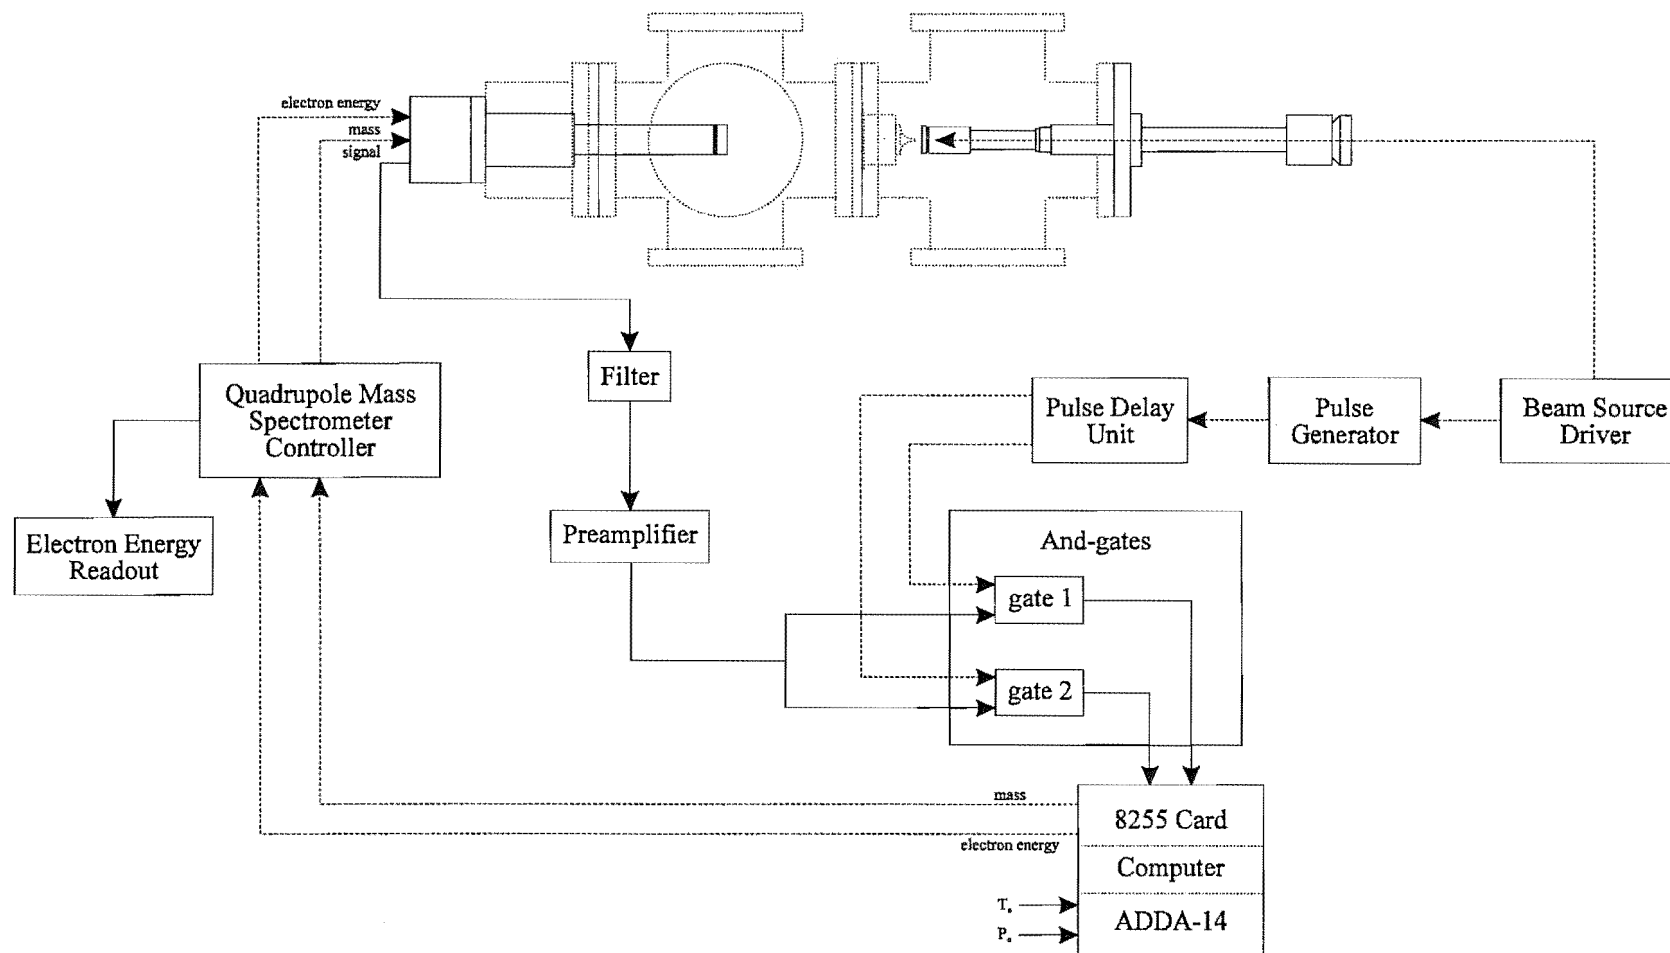 electron energy
mass
signal
Filter
Quadrupole Mass
Spectrometer
Controller
Pulse Delay
Unit
Pulse
Generator
Beam Source
Driver
Electron Energy
Readout
Preamplifier
And-gates
gate 1
gate 2
mass
electron energy
8255 Card
Computer
ADDA-14
Tₒ
Pₒ